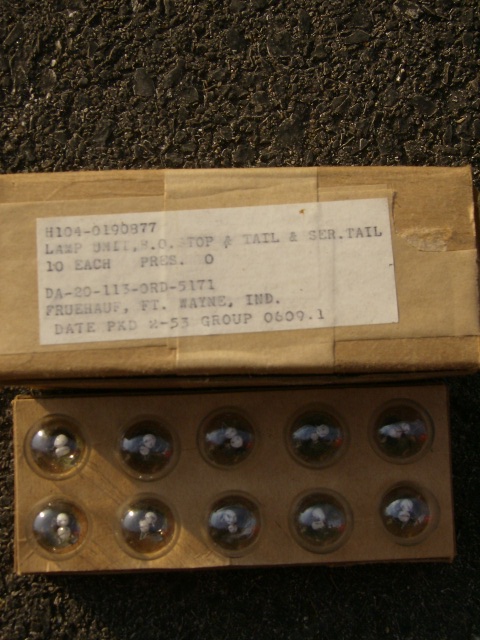 H104-0190877
LAMP UNIT,B.O.STOP & TAIL & SER.TAIL
10 EACH PRES. O
DA-20-113-ORD-5171
FRUEHAUF, FT. WAYNE, IND.
DATE PKD M-53 GROUP 0609.1